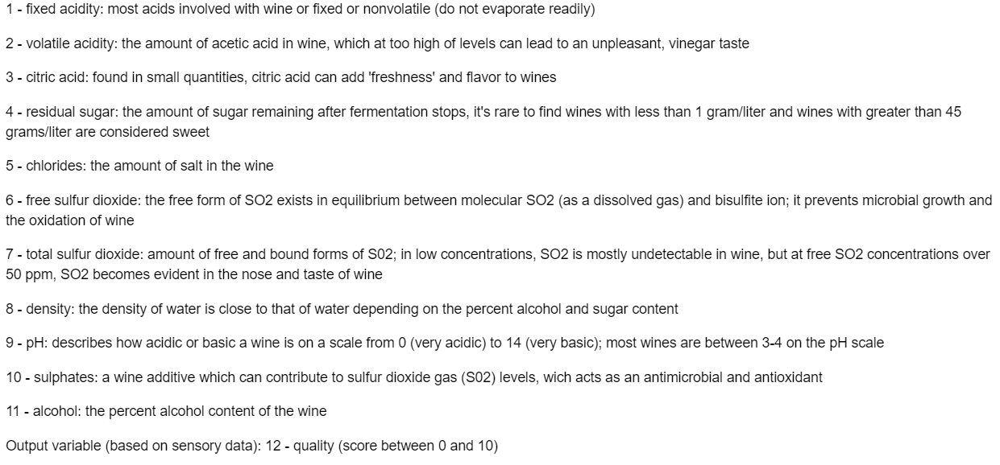 1 - fixed acidity: most acids involved with wine or fixed or nonvolatile (do not evaporate readily)
2 - volatile acidity: the amount of acetic acid in wine, which at too high of levels can lead to an unpleasant, vinegar taste
3 - citric acid: found in small quantities, citric acid can add 'freshness' and flavor to wines
4 - residual sugar: the amount of sugar remaining after fermentation stops, it's rare to find wines with less than 1 gram/liter and wines with greater than 45
grams/liter are considered sweet
5 - chlorides: the amount of salt in the wine
6 - free sulfur dioxide: the free form of SO2 exists in equilibrium between molecular SO2 (as a dissolved gas) and bisulfite ion; it prevents microbial growth and
the oxidation of wine
7 - total sulfur dioxide: amount of free and bound forms of S02; in low concentrations, SO2 is mostly undetectable in wine, but at free SO2 concentrations over
50 ppm, SO2 becomes evident in the nose and taste of wine
8 - density: the density of water is close to that of water depending on the percent alcohol and sugar content
9 - pH: describes how acidic or basic a wine is on a scale from 0 (very acidic) to 14 (very basic); most wines are between 3-4 on the pH scale
10 - sulphates: a wine additive which can contribute to sulfur dioxide gas (S02) levels, wich acts as an antimicrobial and antioxidant
11 - alcohol: the percent alcohol content of the wine
Output variable (based on sensory data): 12 - quality (score between 0 and 10)